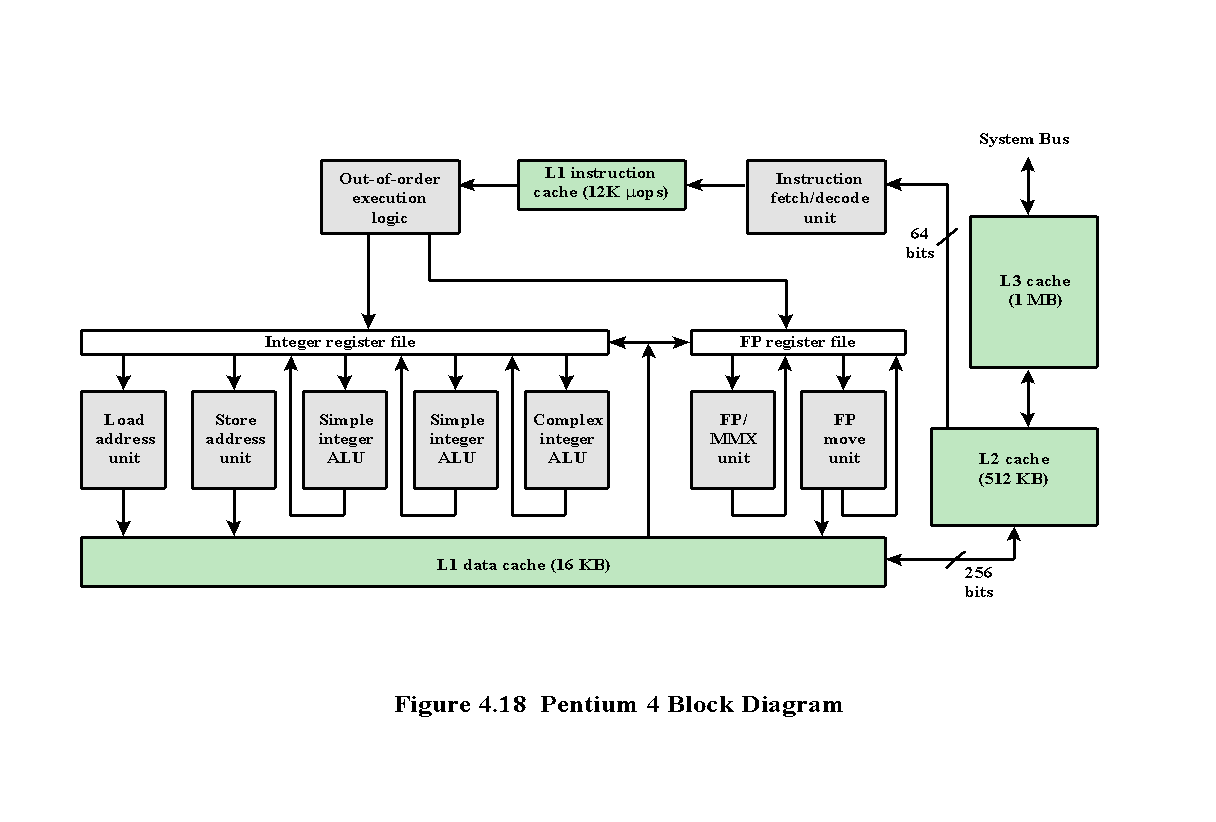 System Bus
Out-of-order
execution
logic
L1 instruction
cache (12K μops)
Instruction
fetch/decode
unit
64
bits
L3 cache
(1 MB)
Integer register file
FP register file
Load
address
unit
Store
address
unit
Simple
integer
ALU
Simple
integer
ALU
Complex
integer
ALU
FP/
MMX
unit
FP
move
unit
L2 cache
(512 KB)
L1 data cache (16 KB)
256
bits
Figure 4.18 Pentium 4 Block Diagram